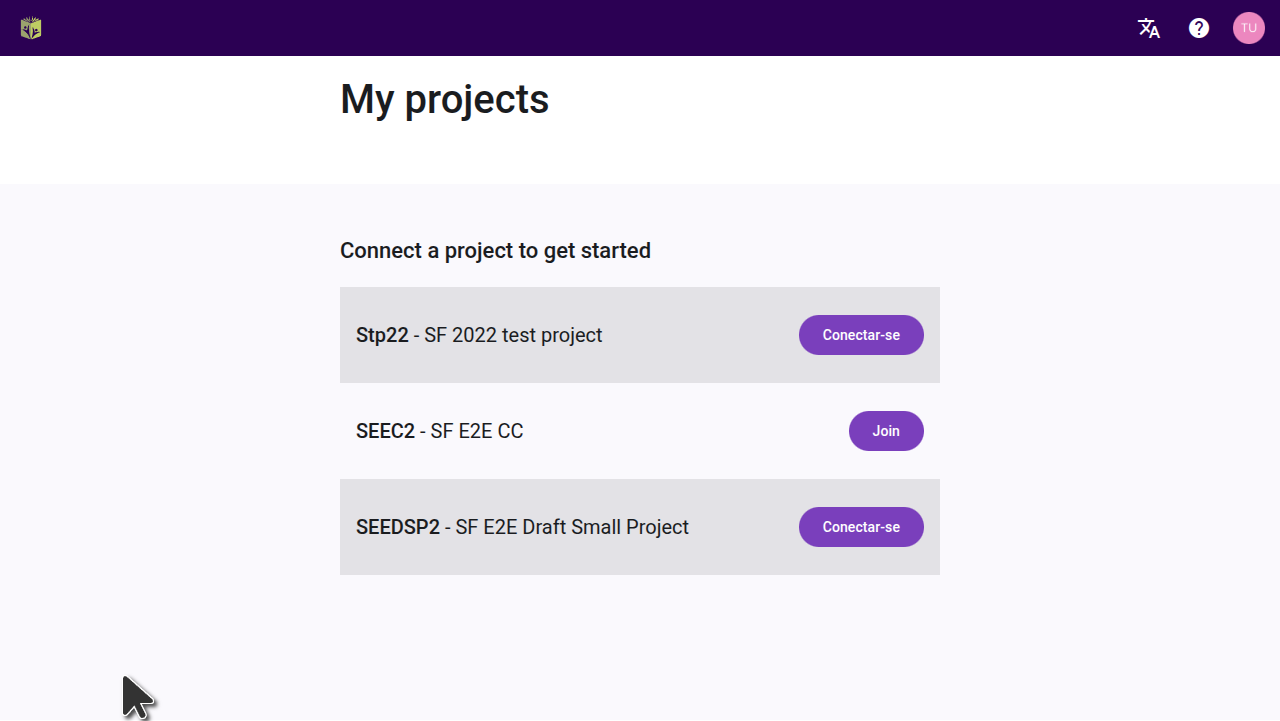 TU
My projects
Connect a project to get started
Stp22 - SF 2022 test project
Conectar-se
SEEC2 - SF E2E CC
Join
SEEDSP2 - SF E2E Draft Small Project
Conectar-se